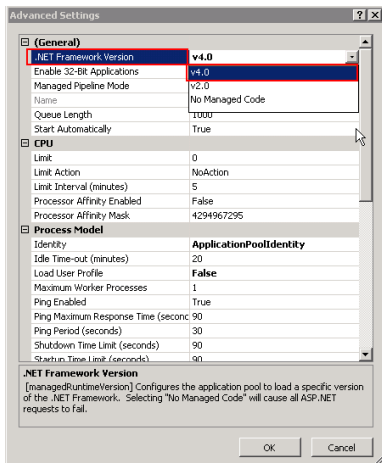 Advanced Settings
(General)
.NET Framework Version v4.0
Enable 32-Bit Applications v4.0
Managed Pipeline Mode v2.0
Name No Managed Code
Queue Length 1000
Start Automatically True
CPU
Limit 0
Limit Action NoAction
Limit Interval (minutes) 5
Processor Affinity Enabled False
Processor Affinity Mask 4294967295
Process Model
Identity ApplicationPoolIdentity
Idle Time-out (minutes) 20
Load User Profile False
Maximum Worker Processes 1
Ping Enabled True
Ping Maximum Response Time (second 90
Ping Period (seconds) 30
Shutdown Time Limit (seconds) 90
Startup Time Limit (seconds) 90
.NET Framework Version
[managedRuntimeVersion] Configures the application pool to load a specific version
of the .NET Framework. Selecting "No Managed Code" will cause all ASP.NET
requests to fail.
OK Cancel